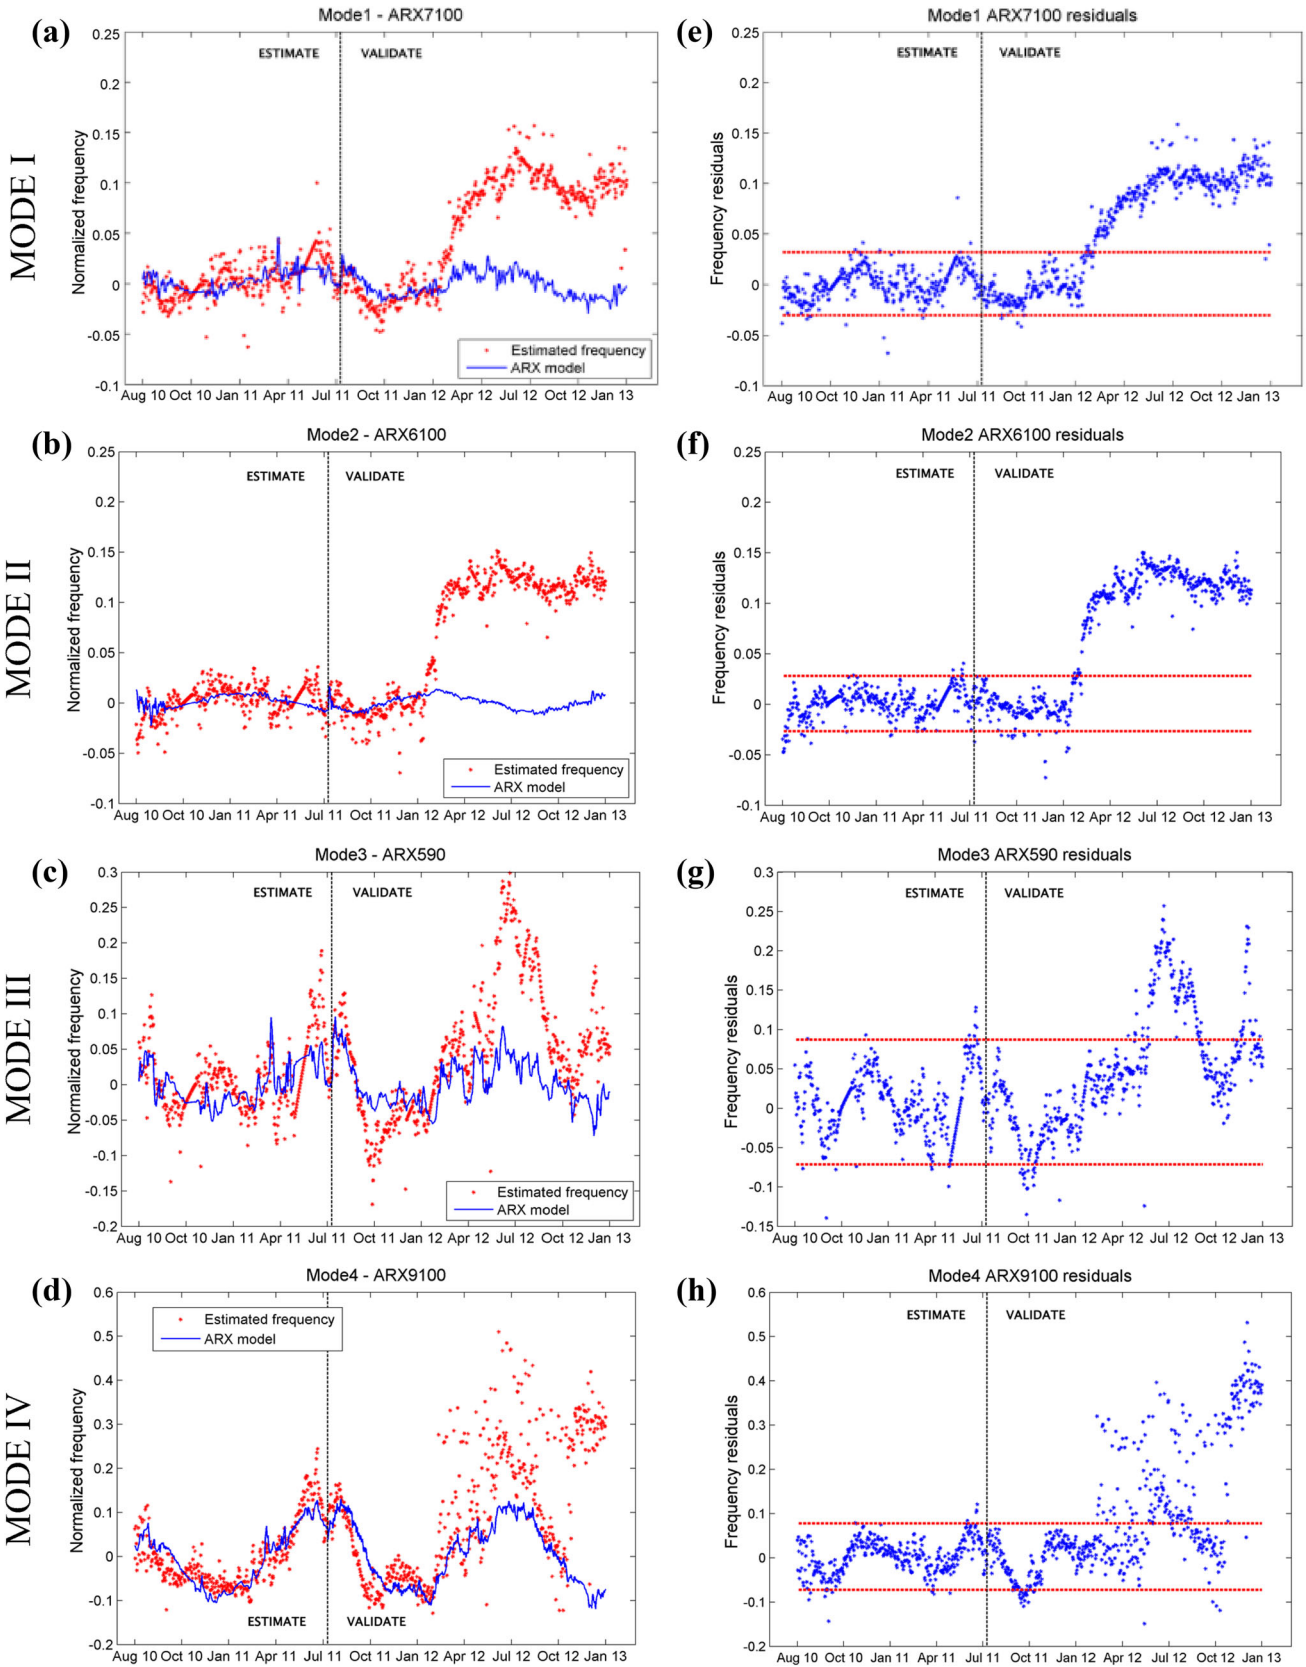 MODE I
(a)
Mode1 - ARX7100
ESTIMATE VALIDATE
Normalized frequency
0.25
0.2
0.15
0.1
0.05
0
-0.05
-0.1
Estimated frequency
ARX model
Aug 10 Oct 10 Jan 11 Apr 11 Jul 11 Oct 11 Jan 12 Apr 12 Jul 12 Oct 12 Jan 13
(e)
Mode1 ARX7100 residuals
ESTIMATE VALIDATE
Frequency residuals
0.25
0.2
0.15
0.1
0.05
0
-0.05
-0.1
Aug 10 Oct 10 Jan 11 Apr 11 Jul 11 Oct 11 Jan 12 Apr 12 Jul 12 Oct 12 Jan 13
MODE II
(b)
Mode2 - ARX6100
ESTIMATE VALIDATE
Normalized frequency
0.25
0.2
0.15
0.1
0.05
0
-0.05
-0.1
Estimated frequency
ARX model
Aug 10 Oct 10 Jan 11 Apr 11 Jul 11 Oct 11 Jan 12 Apr 12 Jul 12 Oct 12 Jan 13
(f)
Mode2 ARX6100 residuals
ESTIMATE VALIDATE
Frequency residuals
0.25
0.2
0.15
0.1
0.05
0
-0.05
-0.1
Aug 10 Oct 10 Jan 11 Apr 11 Jul 11 Oct 11 Jan 12 Apr 12 Jul 12 Oct 12 Jan 13
MODE III
(c)
Mode3 - ARX590
ESTIMATE VALIDATE
Normalized frequency
0.3
0.25
0.2
0.15
0.1
0.05
0
-0.05
-0.1
-0.15
-0.2
Estimated frequency
ARX model
Aug 10 Oct 10 Jan 11 Apr 11 Jul 11 Oct 11 Jan 12 Apr 12 Jul 12 Oct 12 Jan 13
(g)
Mode3 ARX590 residuals
ESTIMATE VALIDATE
Frequency residuals
0.3
0.25
0.2
0.15
0.1
0.05
0
-0.05
-0.1
-0.15
Aug 10 Oct 10 Jan 11 Apr 11 Jul 11 Oct 11 Jan 12 Apr 12 Jul 12 Oct 12 Jan 13
MODE IV
(d)
Mode4 - ARX9100
Estimated frequency
ARX model
Normalized frequency
0.6
0.5
0.4
0.3
0.2
0.1
0
-0.1
-0.2
ESTIMATE VALIDATE
Aug 10 Oct 10 Jan 11 Apr 11 Jul 11 Oct 11 Jan 12 Apr 12 Jul 12 Oct 12 Jan 13
(h)
Mode4 ARX9100 residuals
ESTIMATE VALIDATE
Frequency residuals
0.6
0.5
0.4
0.3
0.2
0.1
0
-0.1
-0.2
Aug 10 Oct 10 Jan 11 Apr 11 Jul 11 Oct 11 Jan 12 Apr 12 Jul 12 Oct 12 Jan 13